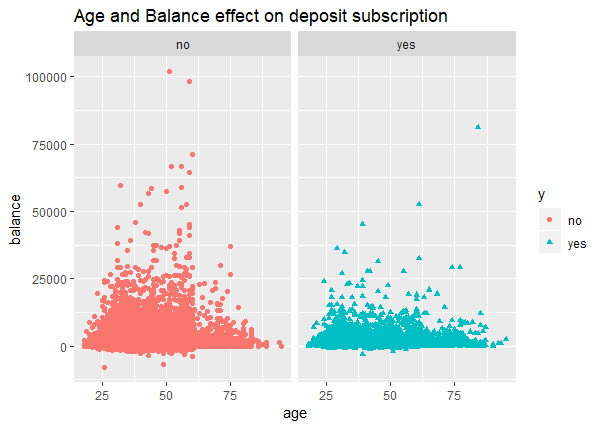 Age and Balance effect on deposit subscription
no
yes
100000
75000
50000
25000
0
balance
25
50
75
25
50
75
age
y
no
yes